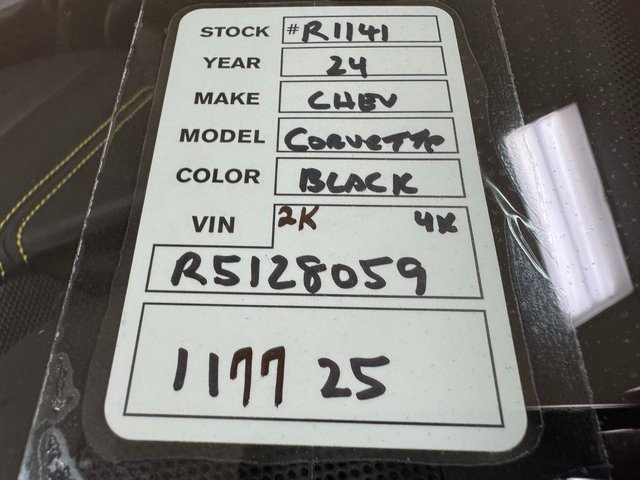 STOCK #R1141
YEAR 24
MAKE CHEV
MODEL CORVETTE
COLOR BLACK
VIN 2K 4K
R5128059
1177 25